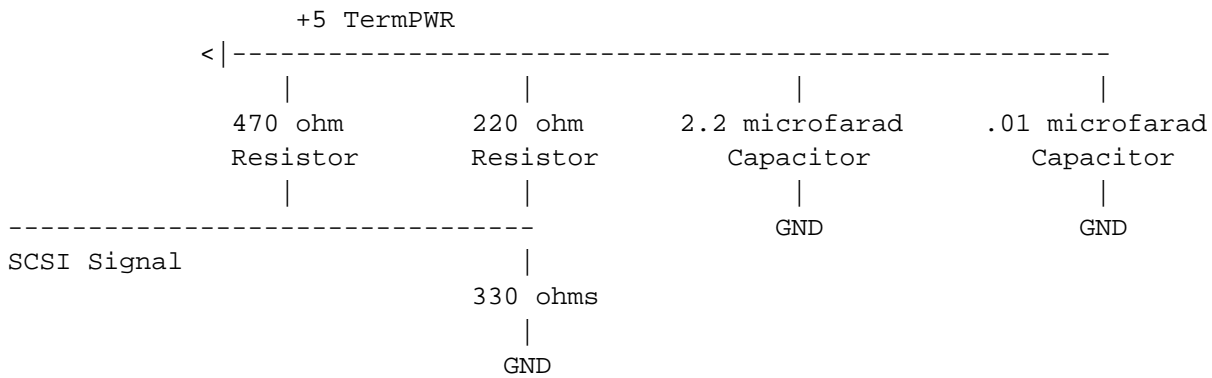 +5 TermPWR
<|-------------------------------------------------------
| | | |
470 ohm 220 ohm 2.2 microfarad .01 microfarad
Resistor Resistor Capacitor Capacitor
| | | |
--------------------------------- GND GND
SCSI Signal |
330 ohms
|
GND